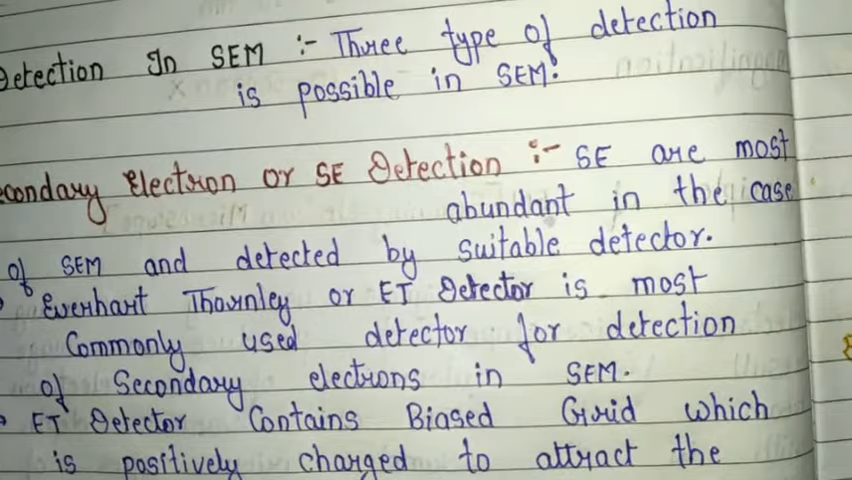 Detection In SEM :- Three type of detection
is possible in SEM.
econdary Electron or SE Detection :- SE are most
abundant in the case
of SEM and detected by suitable detector.
Everhart Thornley or ET Detector is most
Commonly used detector for detection
of Secondary electrons in SEM.
ET Detector Contains Biased Grid which
is positively charged to attract the